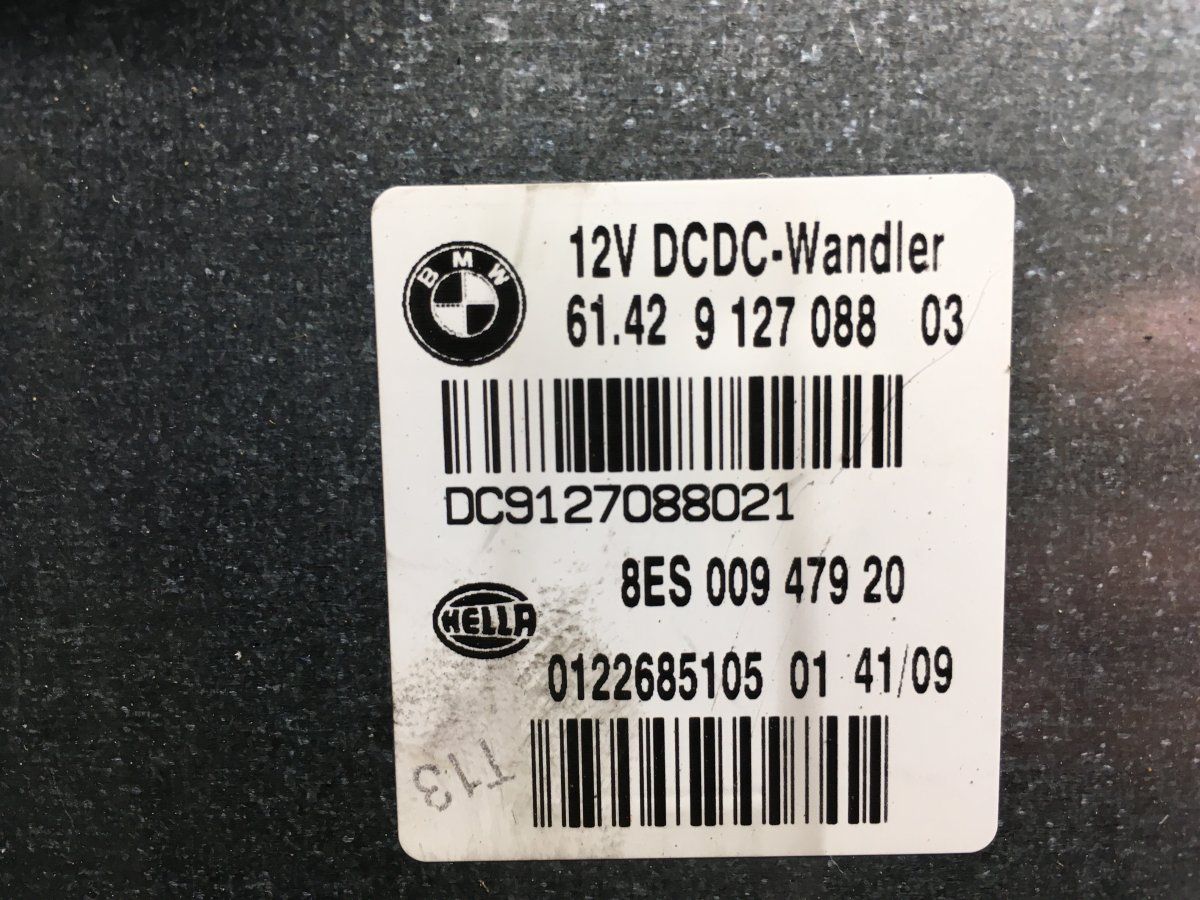 BMW
12V DCDC-Wandler
61.42 9 127 088 03
DC9127088021
8ES 009 479 20
HELLA
0122685105 01 41/09
T13